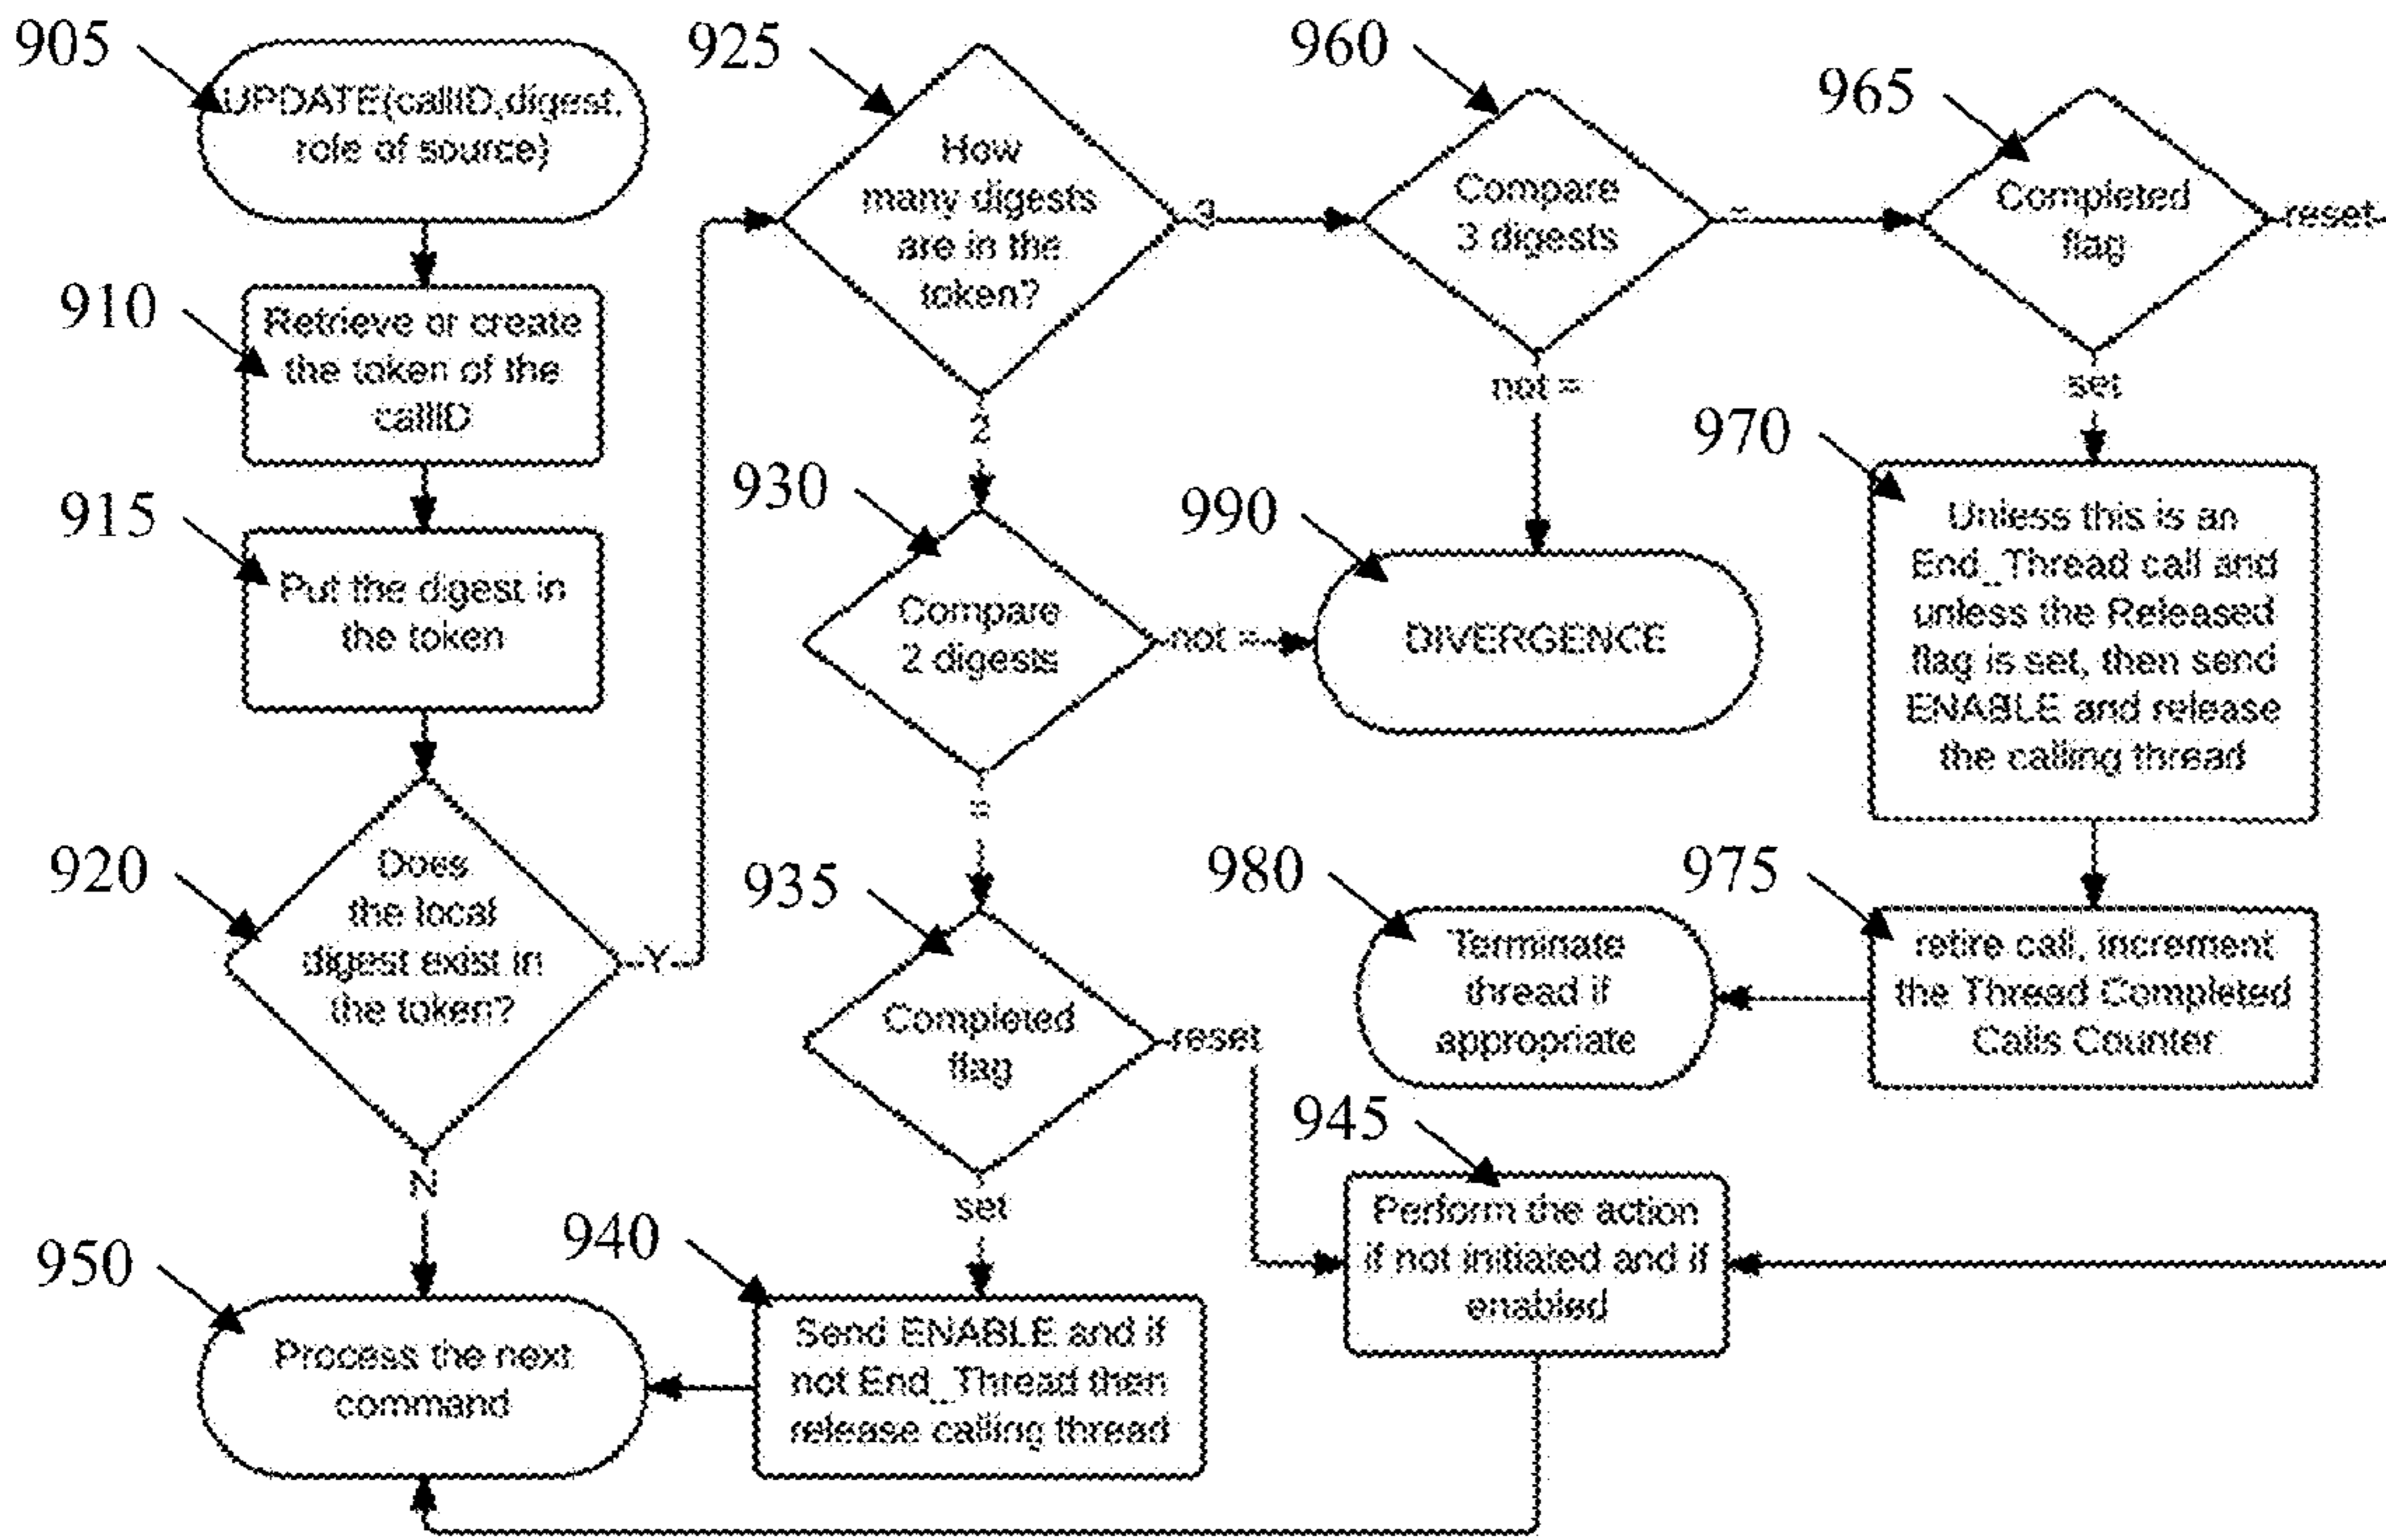 905
UPDATE(callID,digest,
role of source)
910
Retrieve or create
the token of the
callID
915
Put the digest in
the token
920
Does
the local
digest exist in
the token?
Y
N
950
Process the next
command
925
How
many digests
are in the
token?
3
2
930
Compare
2 digests
not =
=
935
Completed
flag
reset
set
940
Send ENABLE and if
not End_Thread then
release calling thread
960
Compare
3 digests
=
not =
990
DIVERGENCE
965
Completed
flag
reset
set
970
Unless this is an
End_Thread call and
unless the Released
flag is set, then send
ENABLE and release
the calling thread
975
retire call, increment
the Thread Completed
Calls Counter
980
Terminate
thread if
appropriate
945
Perform the action
if not initiated and if
enabled